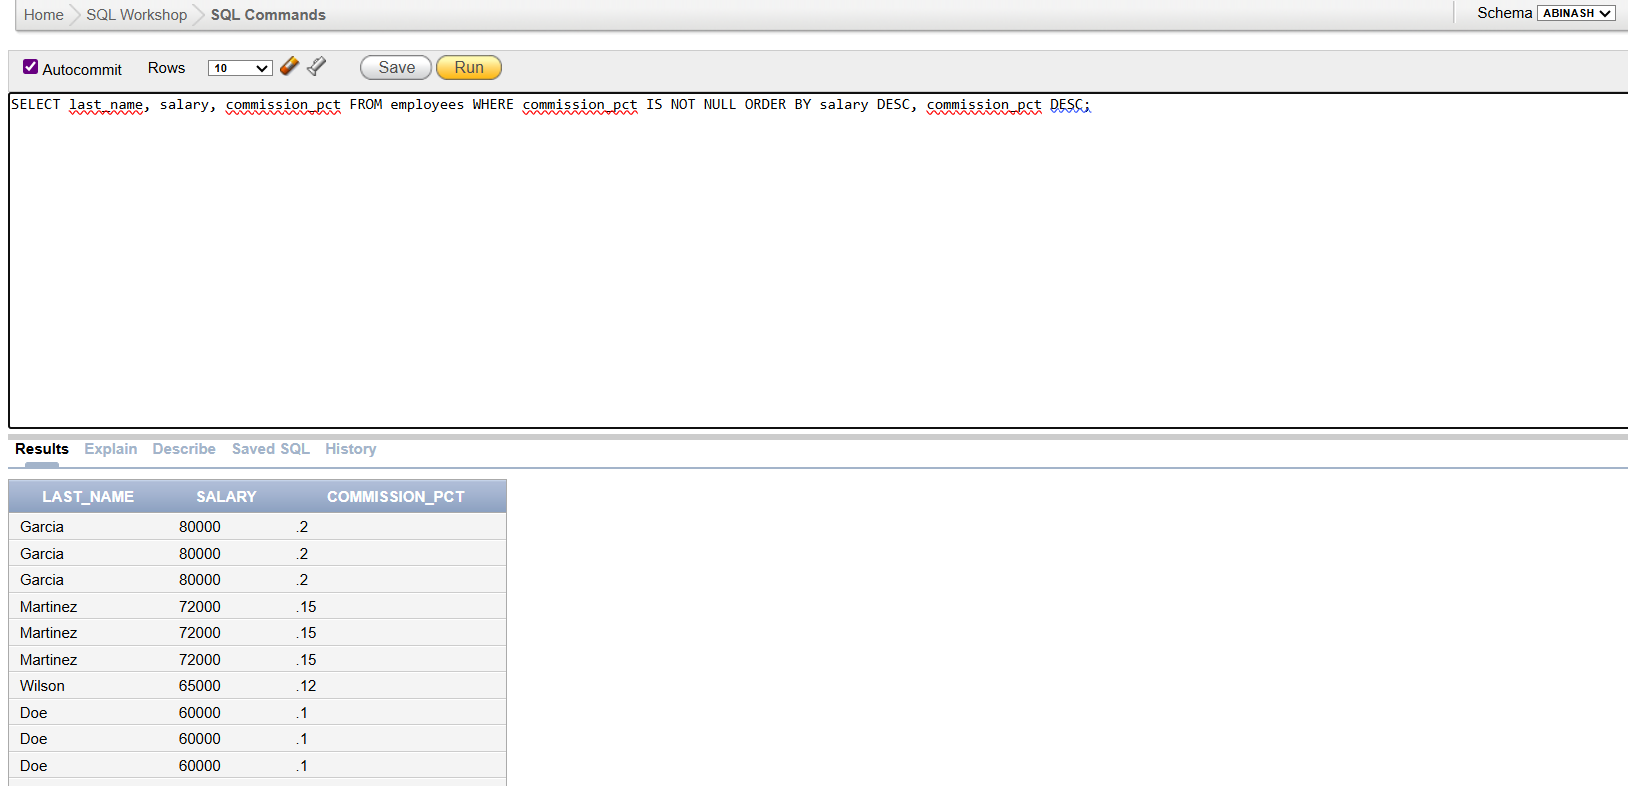 Home SQL Workshop SQL Commands Schema ABINASH
Autocommit Rows 10 Save Run
SELECT last_name, salary, commission_pct FROM employees WHERE commission_pct IS NOT NULL ORDER BY salary DESC, commission_pct DESC;
Results Explain Describe Saved SQL History
LAST_NAME SALARY COMMISSION_PCT
Garcia 80000 .2
Garcia 80000 .2
Garcia 80000 .2
Martinez 72000 .15
Martinez 72000 .15
Martinez 72000 .15
Wilson 65000 .12
Doe 60000 .1
Doe 60000 .1
Doe 60000 .1